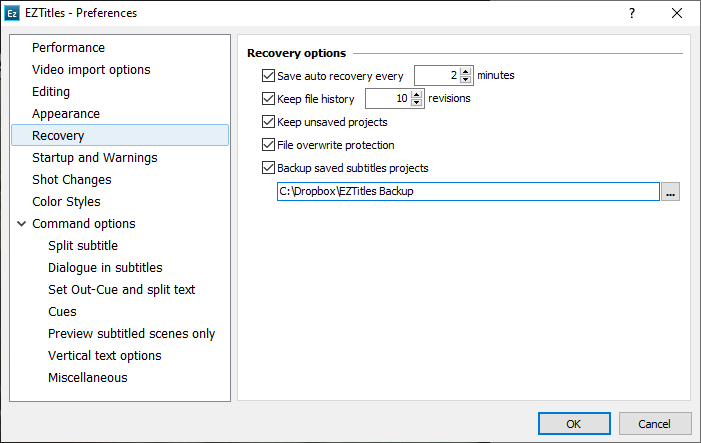 EZTitles - Preferences
Performance
Video import options
Editing
Appearance
Recovery
Startup and Warnings
Shot Changes
Color Styles
Command options
Split subtitle
Dialogue in subtitles
Set Out-Cue and split text
Cues
Preview subtitled scenes only
Vertical text options
Miscellaneous
Recovery options
Save auto recovery every 2 minutes
Keep file history 10 revisions
Keep unsaved projects
File overwrite protection
Backup saved subtitles projects
C:\Dropbox\EZTitles Backup ...
OK Cancel